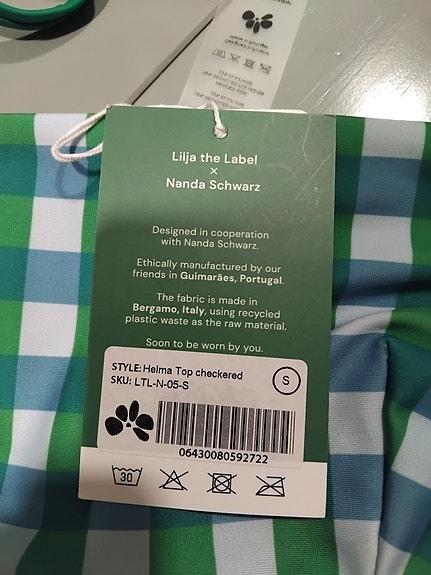 Lilja the Label
×
Nanda Schwarz
Designed in cooperation
with Nanda Schwarz.
Ethically manufactured by our
friends in Guimarães, Portugal.
The fabric is made in
Bergamo, Italy, using recycled
plastic waste as the raw material.
Soon to be worn by you.
STYLE: Helma Top checkered
SKU: LTL-N-05-S
S
06430080592722
30